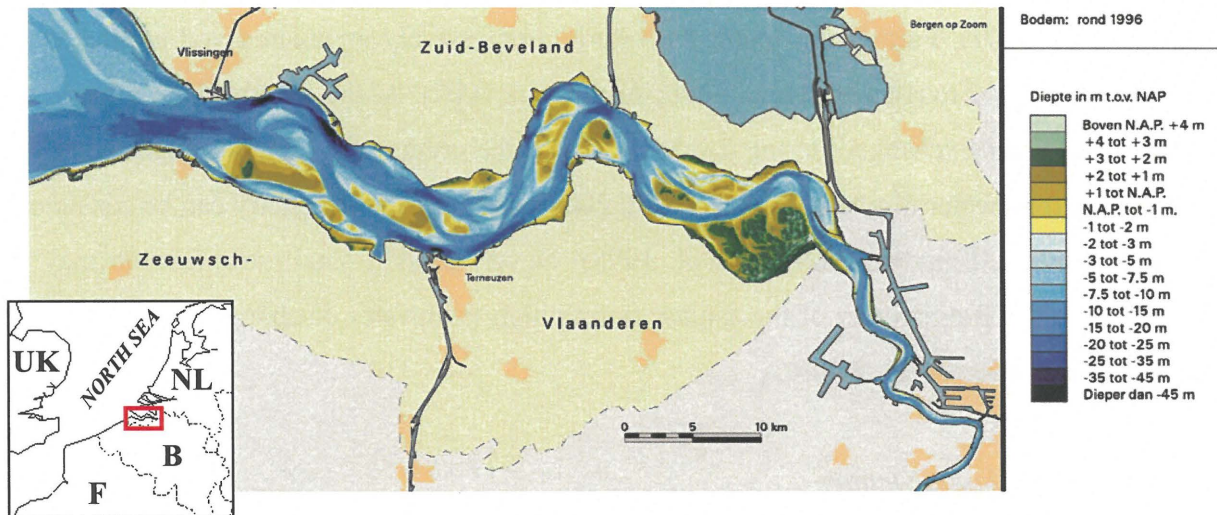 Vlissingen
Zuid-Beveland
Bergen op Zoom
Zeeuwsch-
Terneuzen
Vlaanderen
0 5 10 km
UK
NORTH SEA
NL
B
F
Bodem: rond 1996
Diepte in m t.o.v. NAP
Boven N.A.P. +4 m
+4 tot +3 m
+3 tot +2 m
+2 tot +1 m
+1 tot N.A.P.
N.A.P. tot -1 m.
-1 tot -2 m
-2 tot -3 m
-3 tot -5 m
-5 tot -7.5 m
-7.5 tot -10 m
-10 tot -15 m
-15 tot -20 m
-20 tot -25 m
-25 tot -35 m
-35 tot -45 m
Dieper dan -45 m